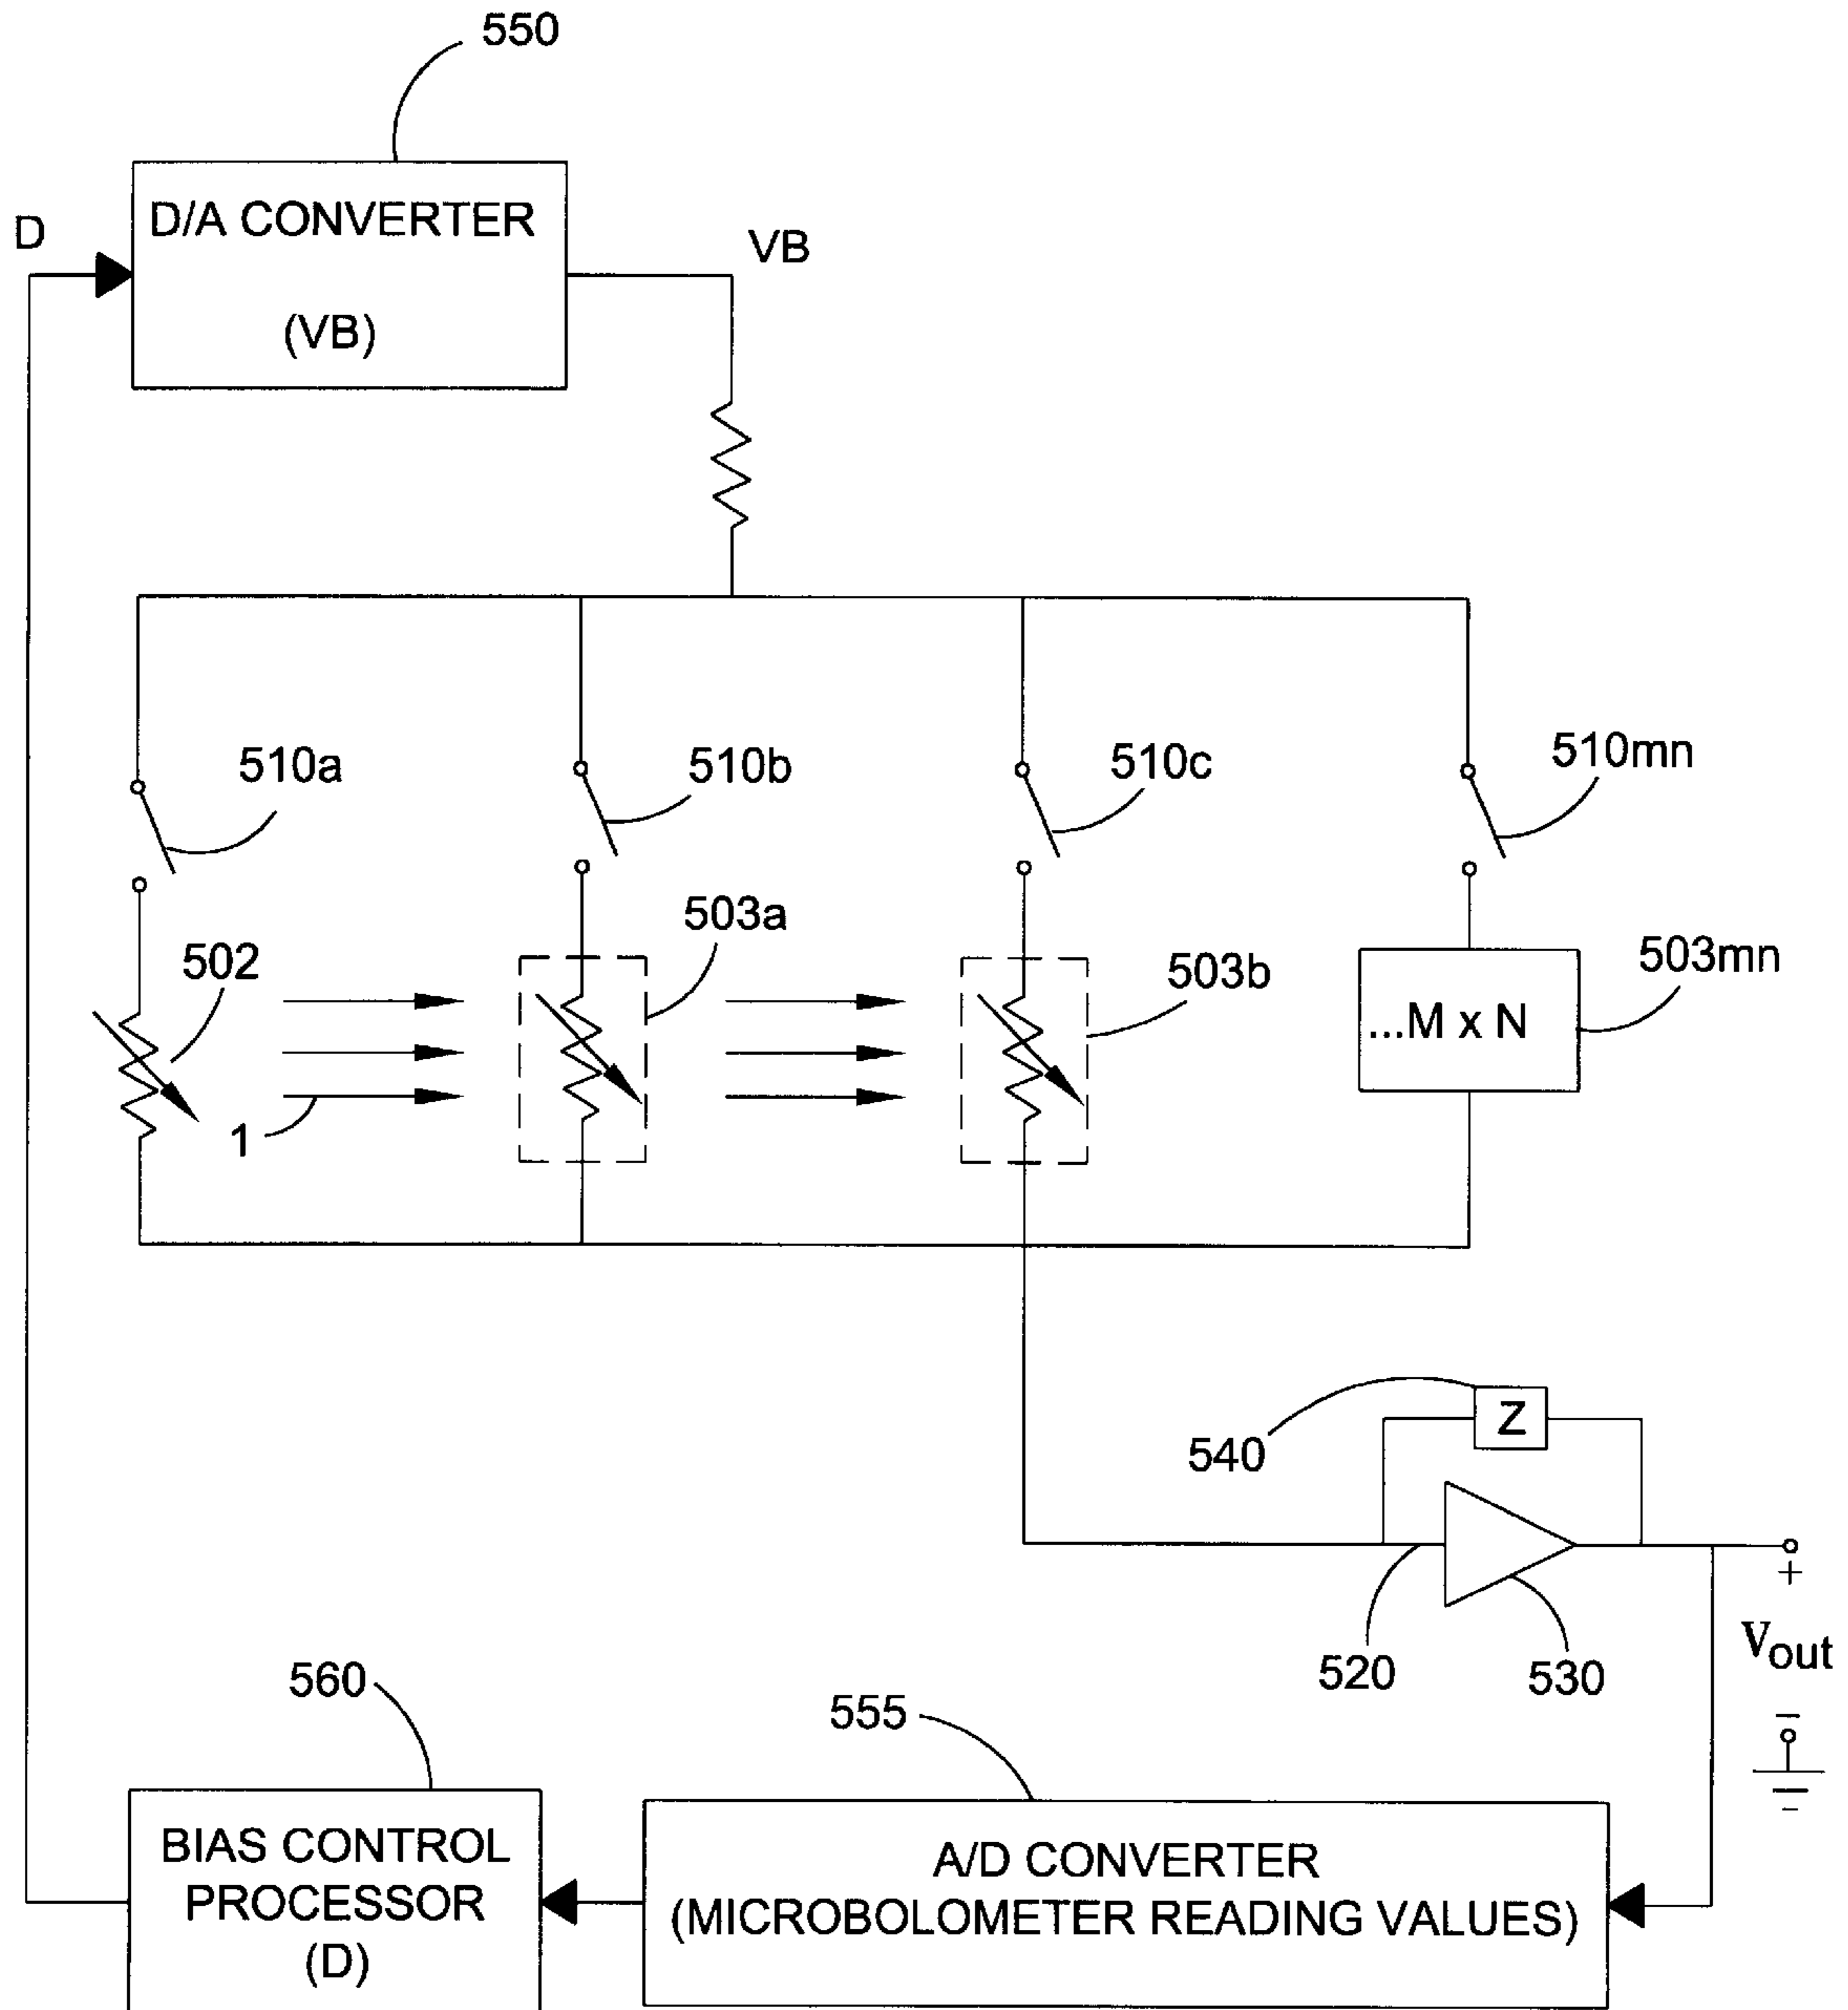 550
D/A CONVERTER
D
VB
(VB)
510a
510b
510c
510mn
502
503a
503b
503mn
...M x N
1
540
Z
520
530
+
Vout
–
560
555
BIAS CONTROL
PROCESSOR
(D)
A/D CONVERTER
(MICROBOLOMETER READING VALUES)